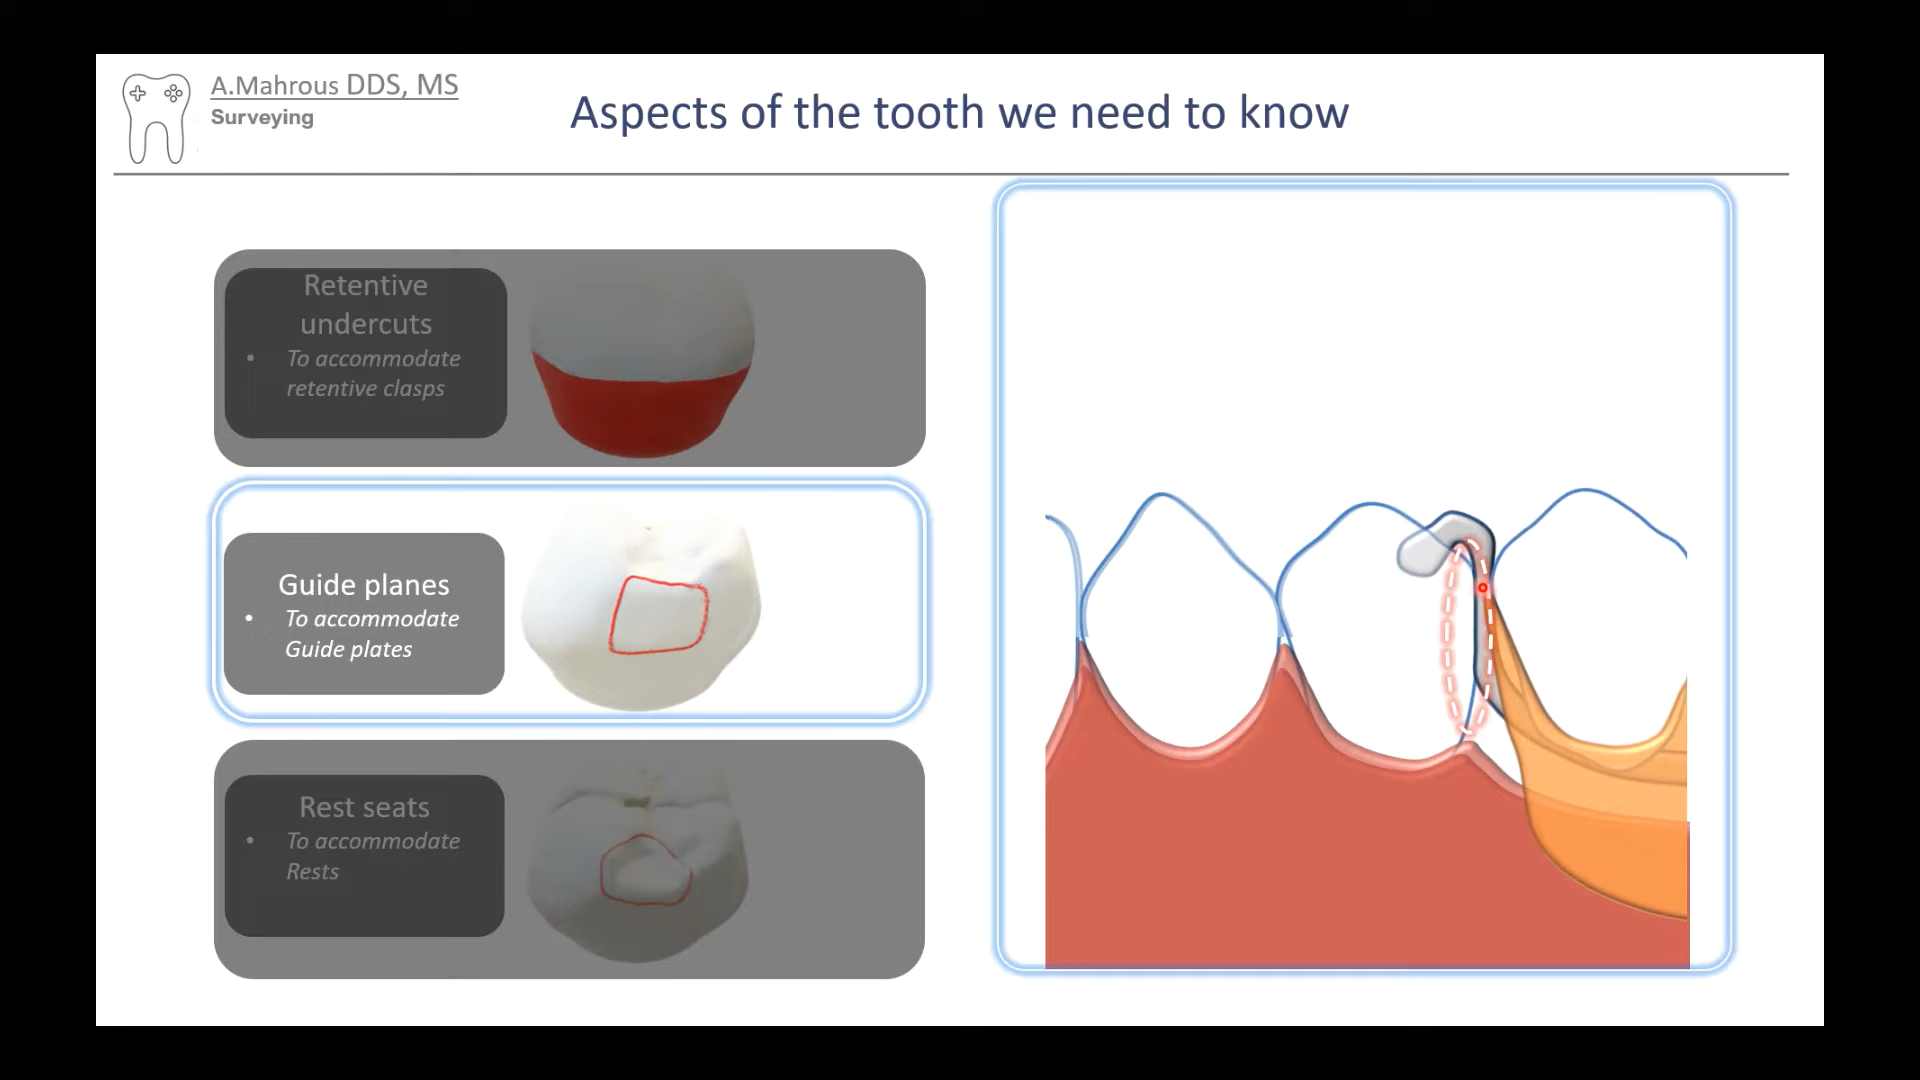 A.Mahrous DDS, MS
Surveying
Aspects of the tooth we need to know
Retentive
undercuts
• To accommodate
retentive clasps
Guide planes
• To accommodate
Guide plates
Rest seats
• To accommodate
Rests